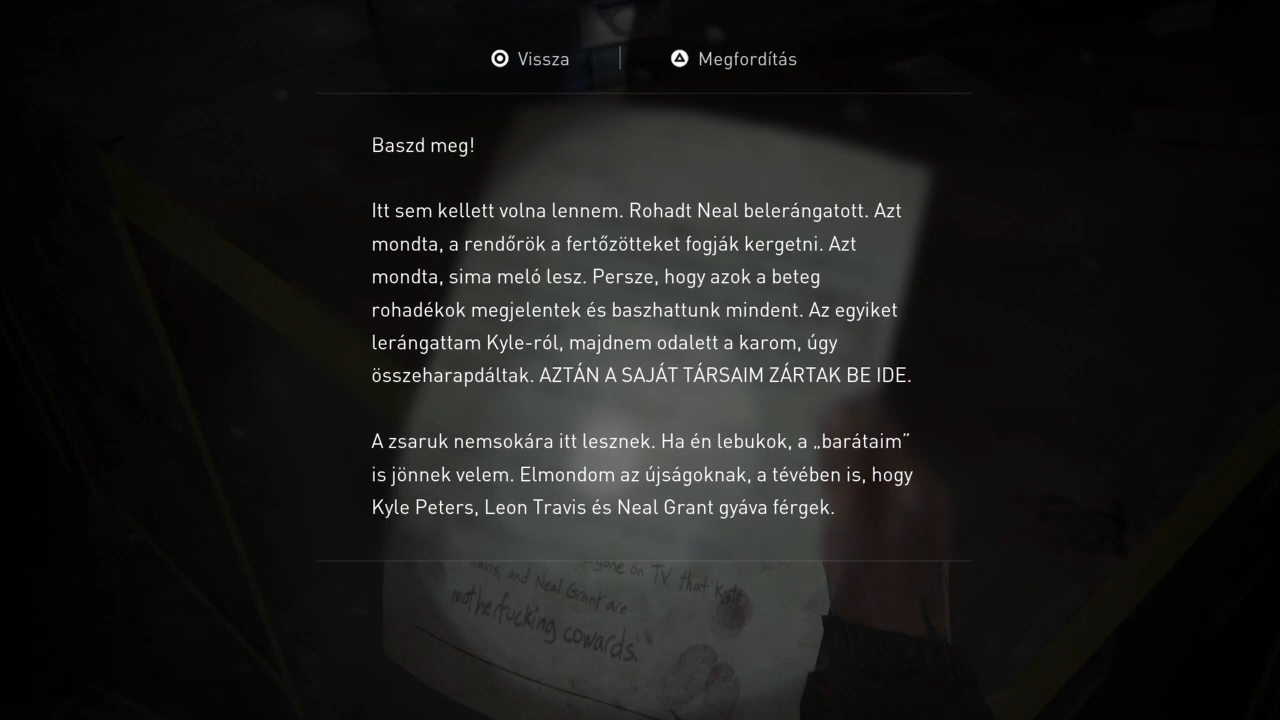 Vissza
Megfordítás
Baszd meg!
Itt sem kellett volna lennem. Rohadt Neal belerángatott. Azt
mondta, a rendőrök a fertőzötteket fogják kergetni. Azt
mondta, sima meló lesz. Persze, hogy azok a beteg
rohadékok megjelentek és baszhattunk mindent. Az egyiket
lerángattam Kyle-ról, majdnem odalett a karom, úgy
összeharapdáltak. AZTÁN A SAJÁT TÁRSAIM ZÁRTAK BE IDE.
A zsaruk nemsokára itt lesznek. Ha én lebukok, a „barátaim”
is jönnek velem. Elmondom az újságoknak, a tévében is, hogy
Kyle Peters, Leon Travis és Neal Grant gyáva férgek.
on TV that Kyle
and Neal Grant are
motherfucking cowards.